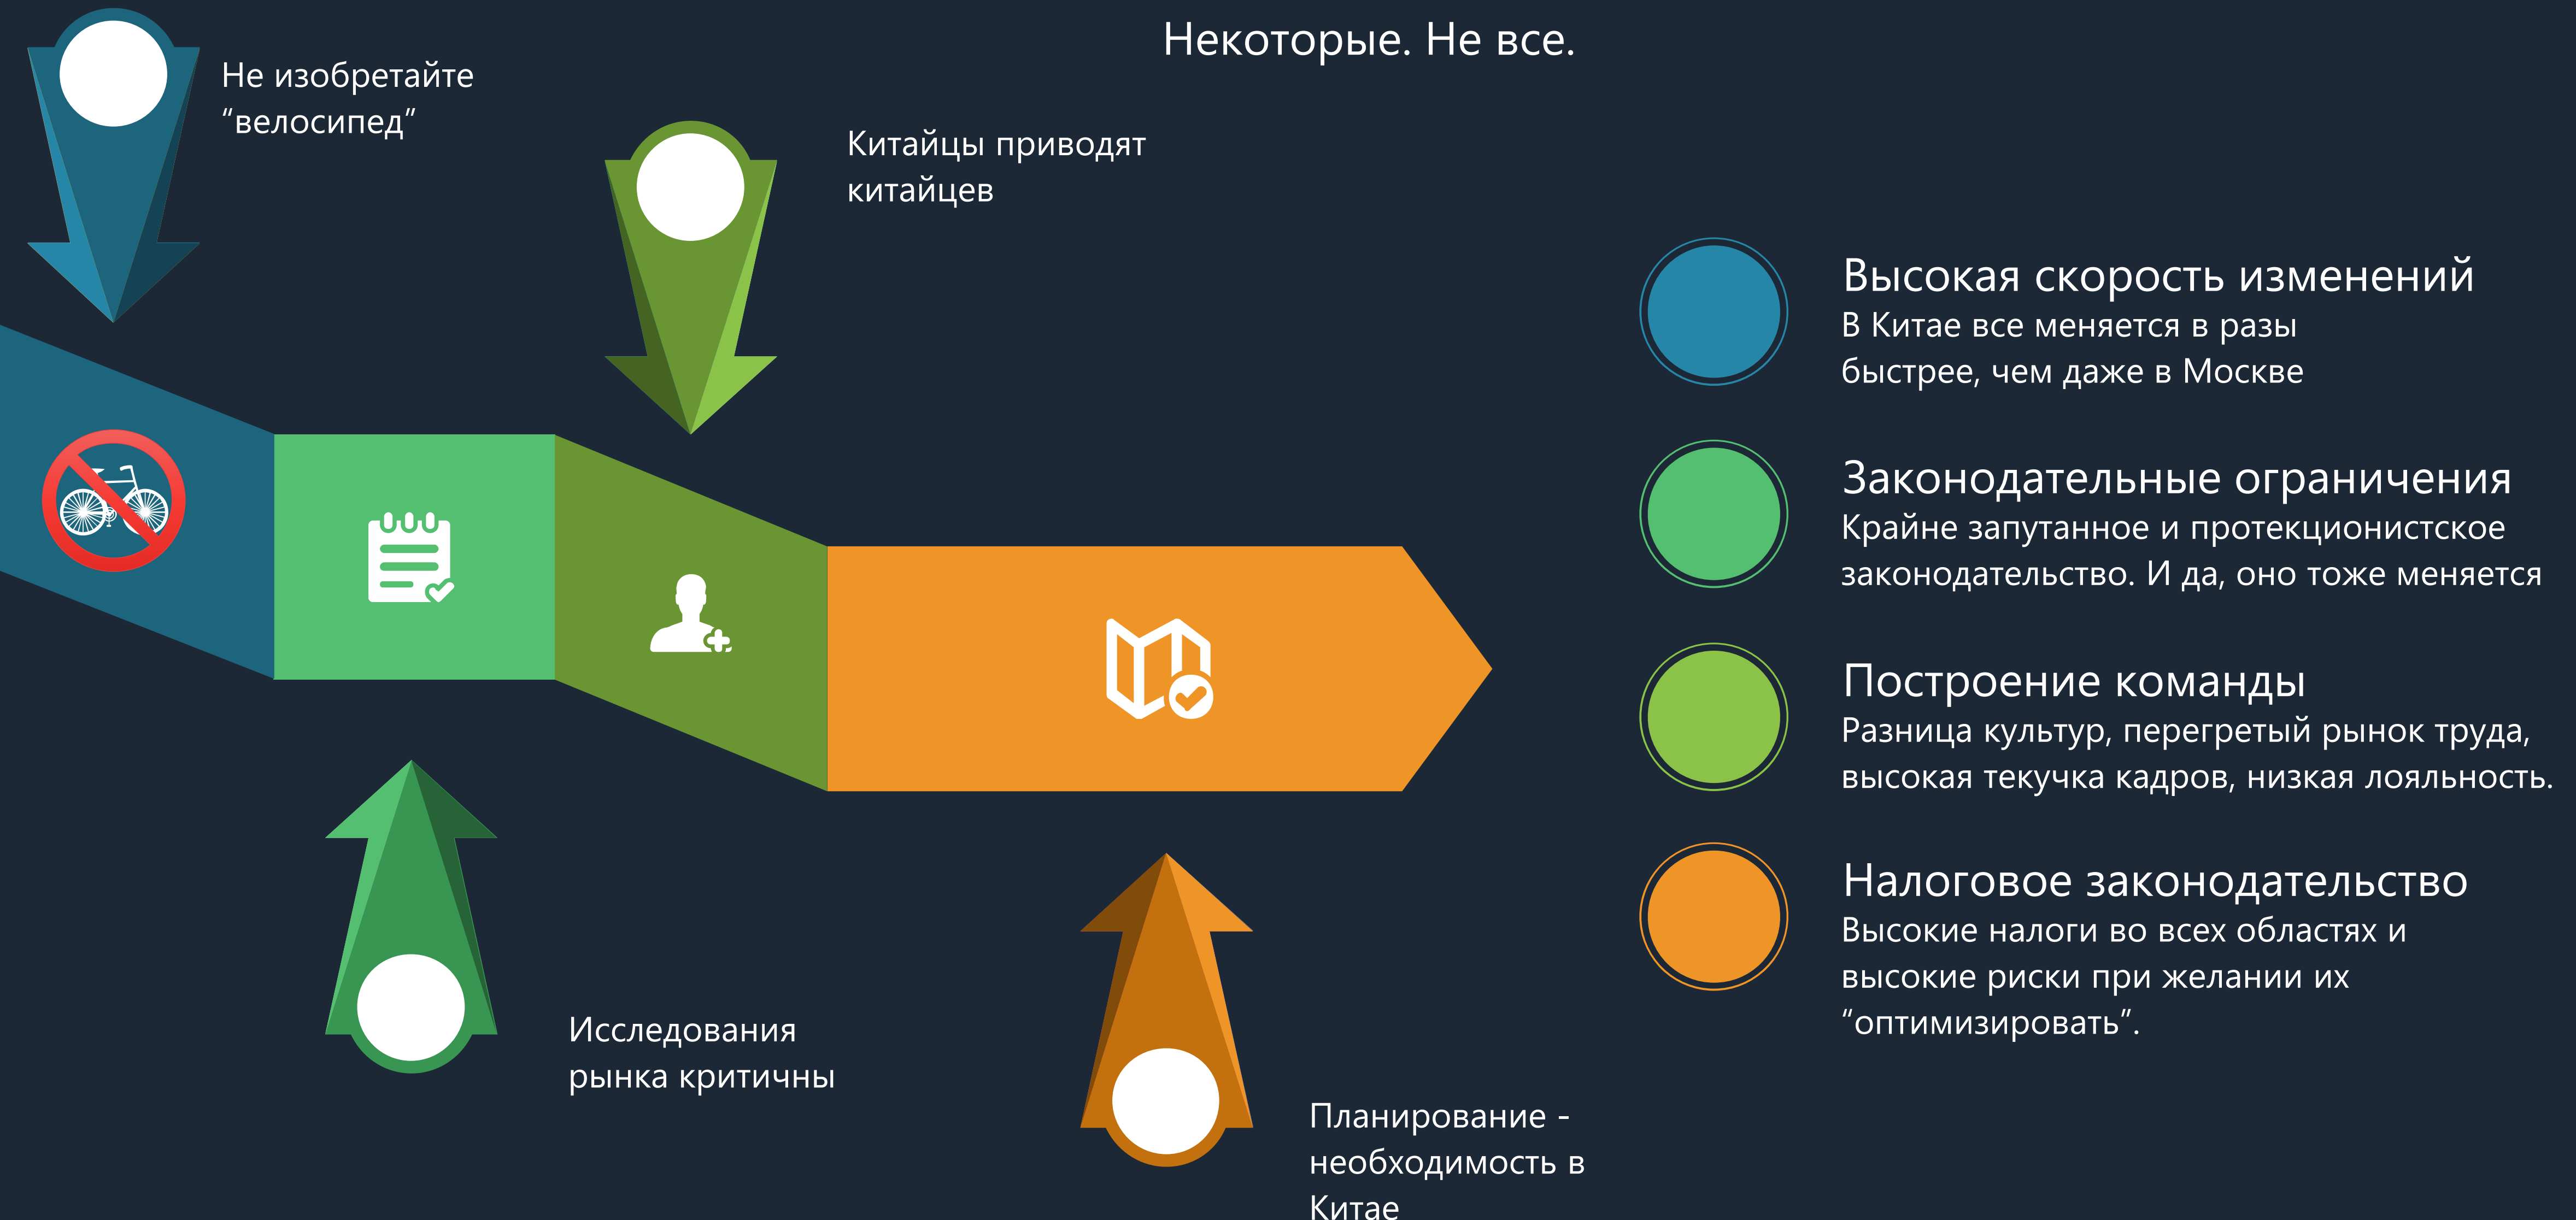 Некоторые. Не все.
Не изобретайте
“велосипед”
Китайцы приводят
китайцев
Исследования
рынка критичны
Планирование -
необходимость в
Китае
Высокая скорость изменений
В Китае все меняется в разы
быстрее, чем даже в Москве
Законодательные ограничения
Крайне запутанное и протекционистское
законодательство. И да, оно тоже меняется
Построение команды
Разница культур, перегретый рынок труда,
высокая текучка кадров, низкая лояльность.
Налоговое законодательство
Высокие налоги во всех областях и
высокие риски при желании их
“оптимизировать”.